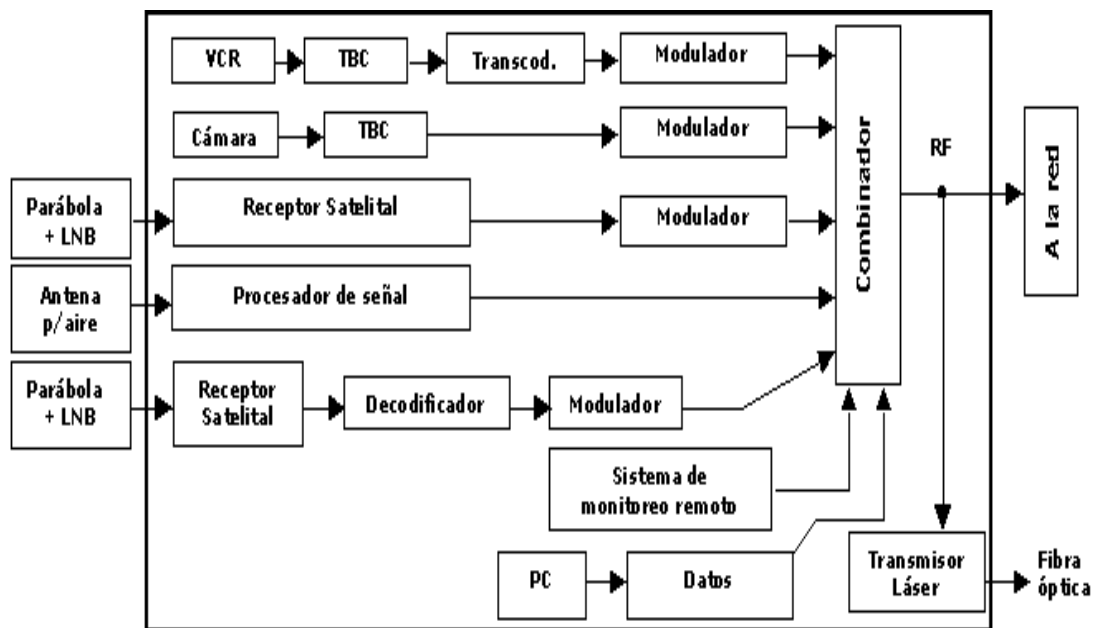 VCR
TBC
Transcod.
Modulador
Cámara
TBC
Modulador
Combinador
RF
A la red
Parábola
+ LNB
Receptor Satelital
Modulador
Antena
p/aire
Procesador de señal
Parábola
+ LNB
Receptor
Satelital
Decodificador
Modulador
Sistema de
monitoreo remoto
PC
Datos
Transmisor
Láser
Fibra
óptica